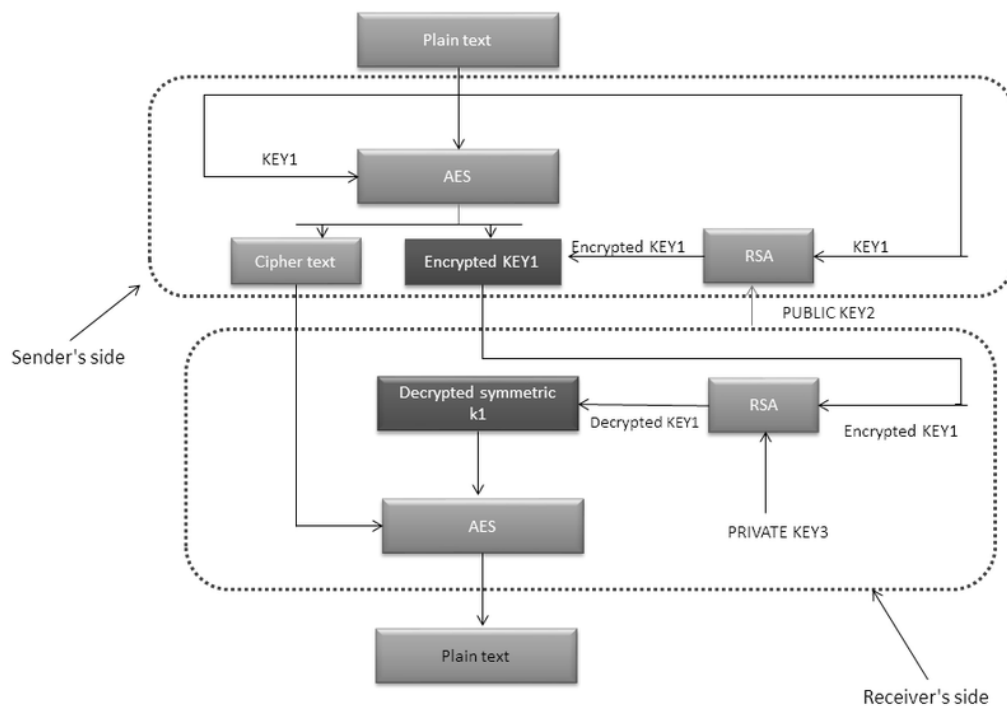 Plain text
KEY1
AES
Cipher text
Encrypted KEY1
Encrypted KEY1
RSA
KEY1
PUBLIC KEY2
Sender's side
Decrypted symmetric
k1
Decrypted KEY1
RSA
Encrypted KEY1
AES
PRIVATE KEY3
Plain text
Receiver's side